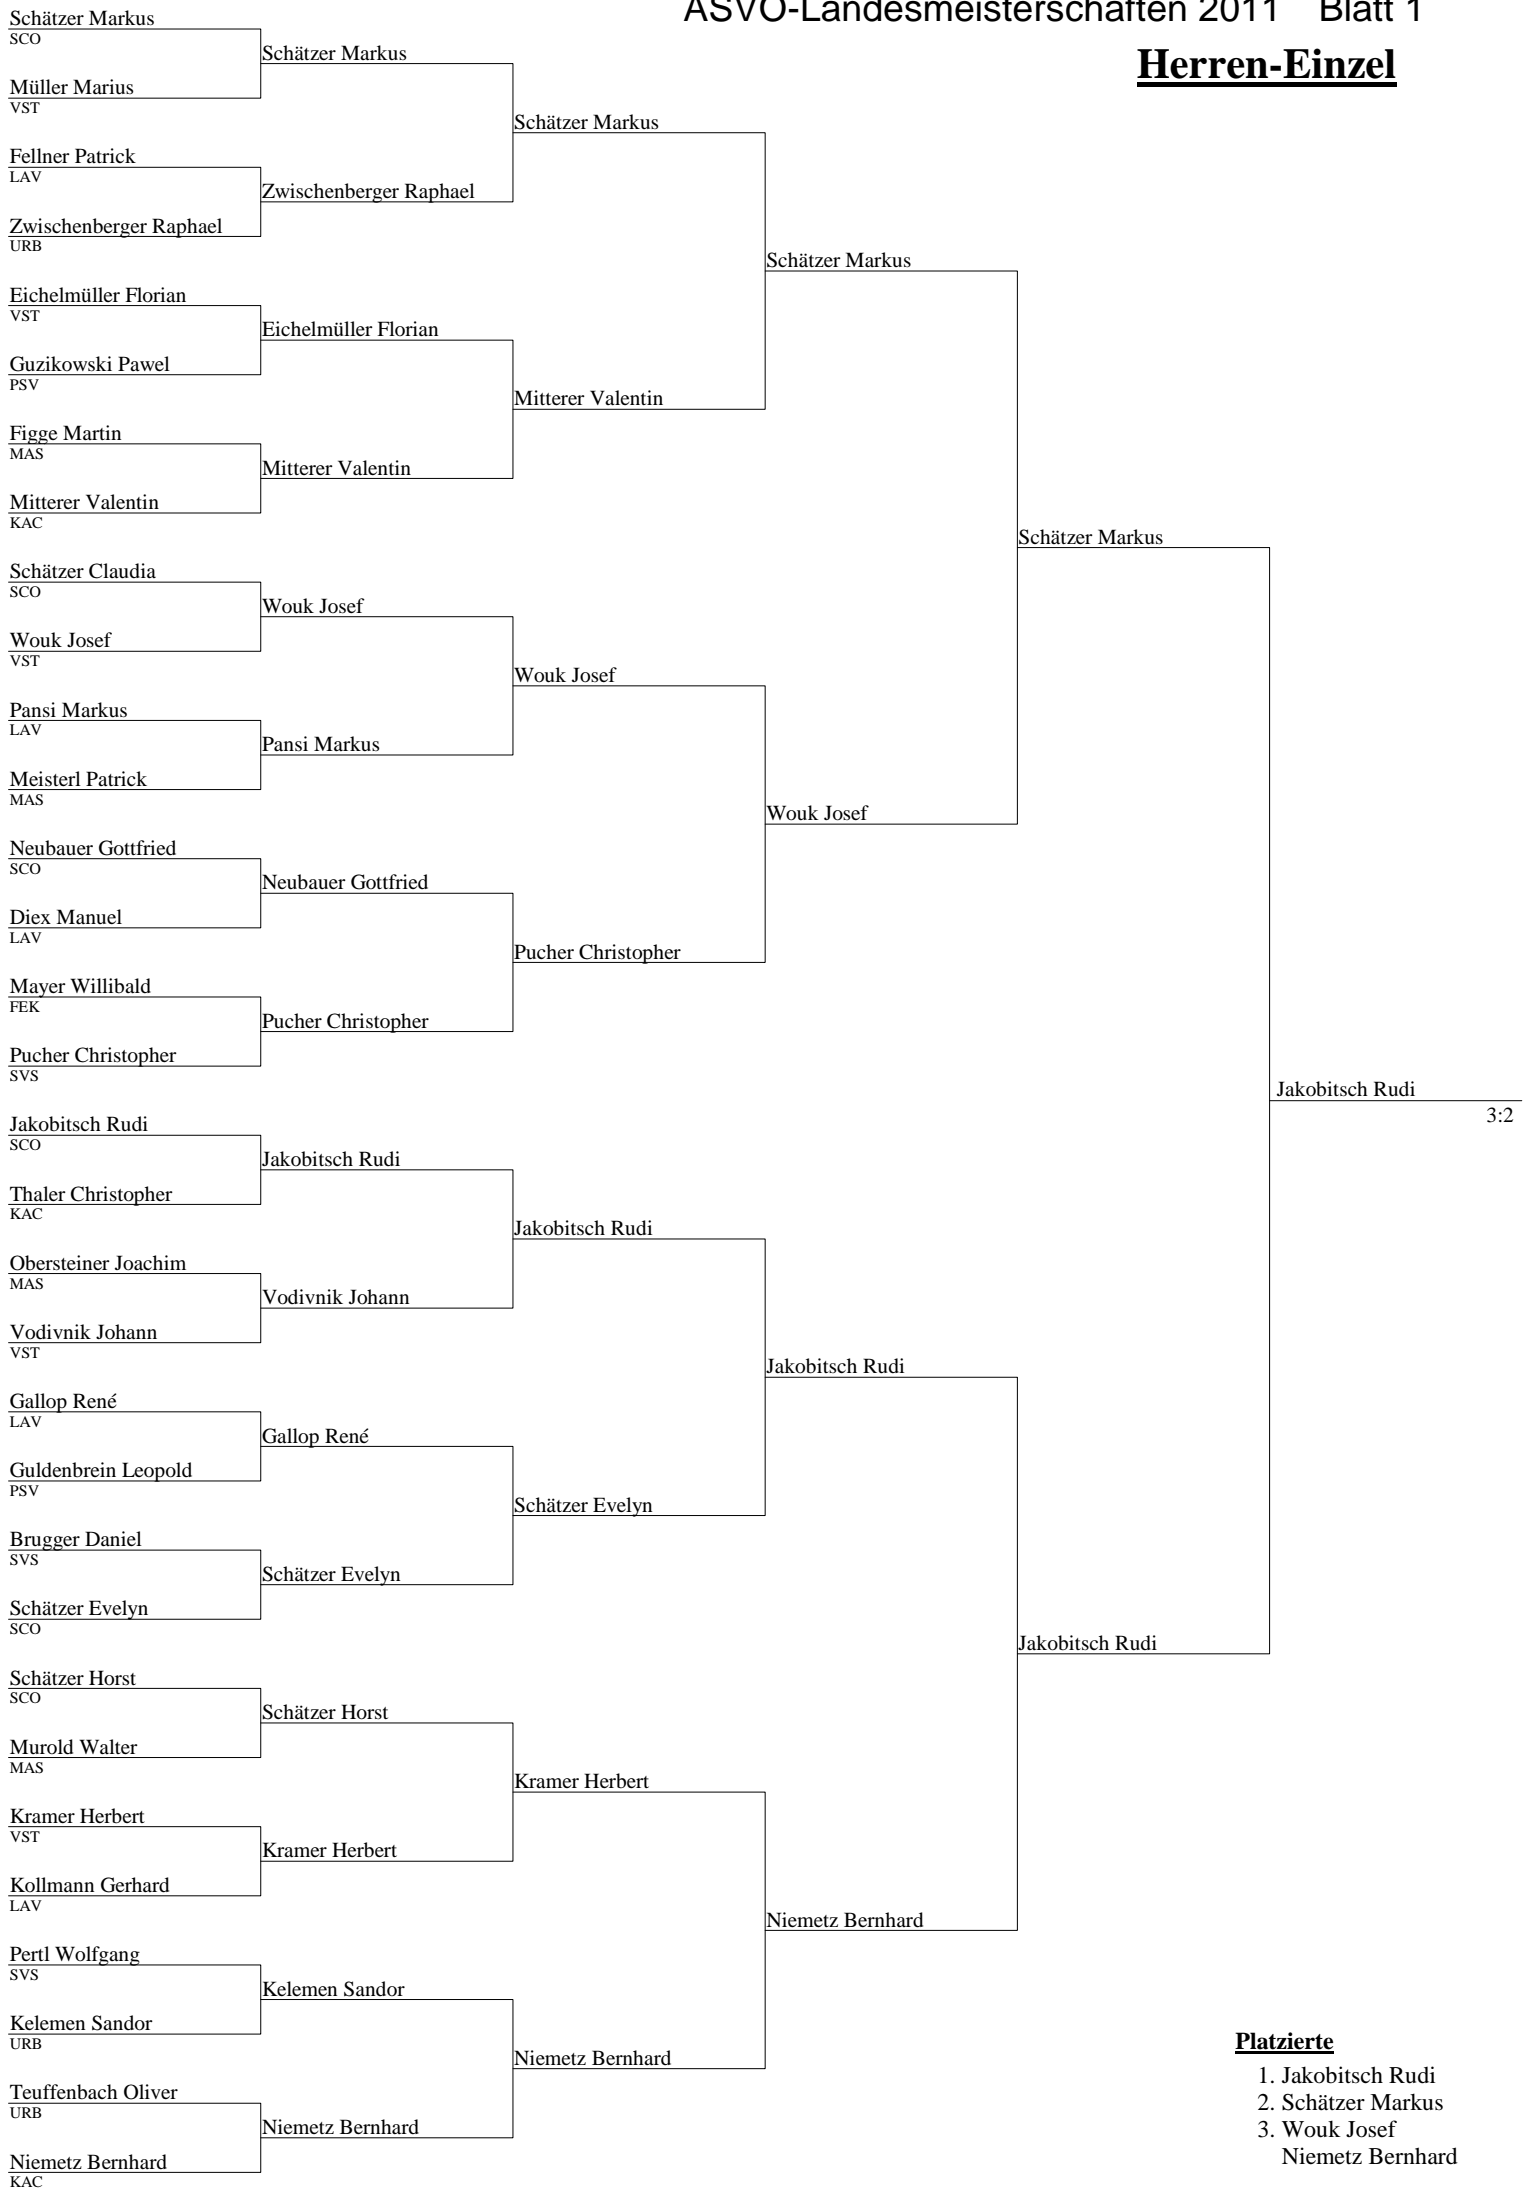 ASVO-Landesmeisterschaften 2011 Blatt 1
Herren-Einzel
Schätzer Markus
SCO
Müller Marius
VST
Fellner Patrick
LAV
Zwischenberger Raphael
URB
Eichelmüller Florian
VST
Guzikowski Pawel
PSV
Figge Martin
MAS
Mitterer Valentin
KAC
Schätzer Claudia
SCO
Wouk Josef
VST
Pansi Markus
LAV
Meisterl Patrick
MAS
Neubauer Gottfried
SCO
Diex Manuel
LAV
Mayer Willibald
FEK
Pucher Christopher
SVS
Jakobitsch Rudi
SCO
Thaler Christopher
KAC
Obersteiner Joachim
MAS
Vodivnik Johann
VST
Gallop René
LAV
Guldenbrein Leopold
PSV
Brugger Daniel
SVS
Schätzer Evelyn
SCO
Schätzer Horst
SCO
Murold Walter
MAS
Kramer Herbert
VST
Kollmann Gerhard
LAV
Pertl Wolfgang
SVS
Kelemen Sandor
URB
Teuffenbach Oliver
URB
Niemetz Bernhard
KAC
Schätzer Markus
Zwischenberger Raphael
Eichelmüller Florian
Mitterer Valentin
Wouk Josef
Pansi Markus
Neubauer Gottfried
Pucher Christopher
Jakobitsch Rudi
Vodivnik Johann
Gallop René
Schätzer Evelyn
Schätzer Horst
Kramer Herbert
Kelemen Sandor
Niemetz Bernhard
Schätzer Markus
Mitterer Valentin
Wouk Josef
Pucher Christopher
Jakobitsch Rudi
Schätzer Evelyn
Kramer Herbert
Niemetz Bernhard
Schätzer Markus
Wouk Josef
Jakobitsch Rudi
Niemetz Bernhard
Schätzer Markus
Jakobitsch Rudi
Jakobitsch Rudi
3:2
Platzierte
1. Jakobitsch Rudi
2. Schätzer Markus
3. Wouk Josef
Niemetz Bernhard